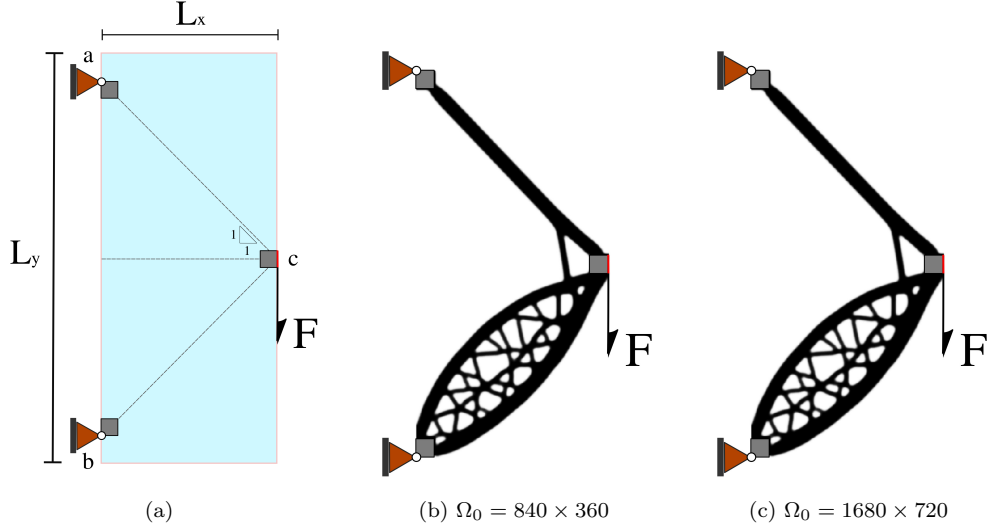 Lx
a
Ly
1
1
c
F
b
F
F
(a)
(b) Ω₀ = 840 × 360
(c) Ω₀ = 1680 × 720